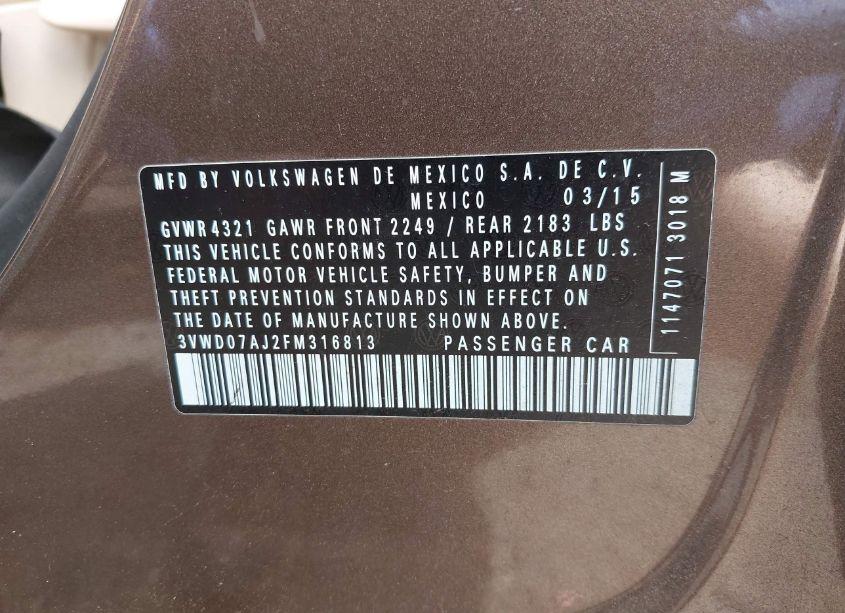 MFD BY VOLKSWAGEN DE MEXICO S.A. DE C.V.
MEXICO 03/15
GVWR 4321 GAWR FRONT 2249 / REAR 2183 LBS
THIS VEHICLE CONFORMS TO ALL APPLICABLE U.S.
FEDERAL MOTOR VEHICLE SAFETY, BUMPER AND
THEFT PREVENTION STANDARDS IN EFFECT ON
THE DATE OF MANUFACTURE SHOWN ABOVE.
3VWD07AJ2FM316813 PASSENGER CAR
1147071 3018 M